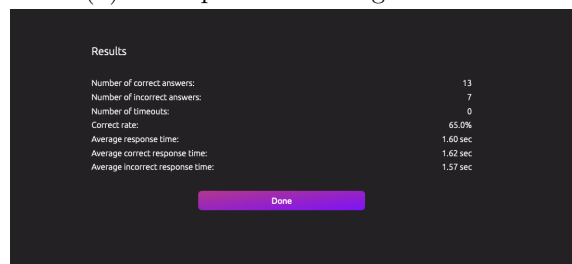 Results
Number of correct answers: 13
Number of incorrect answers: 7
Number of timeouts: 0
Correct rate: 65.0%
Average response time: 1.60 sec
Average correct response time: 1.62 sec
Average incorrect response time: 1.57 sec
Done